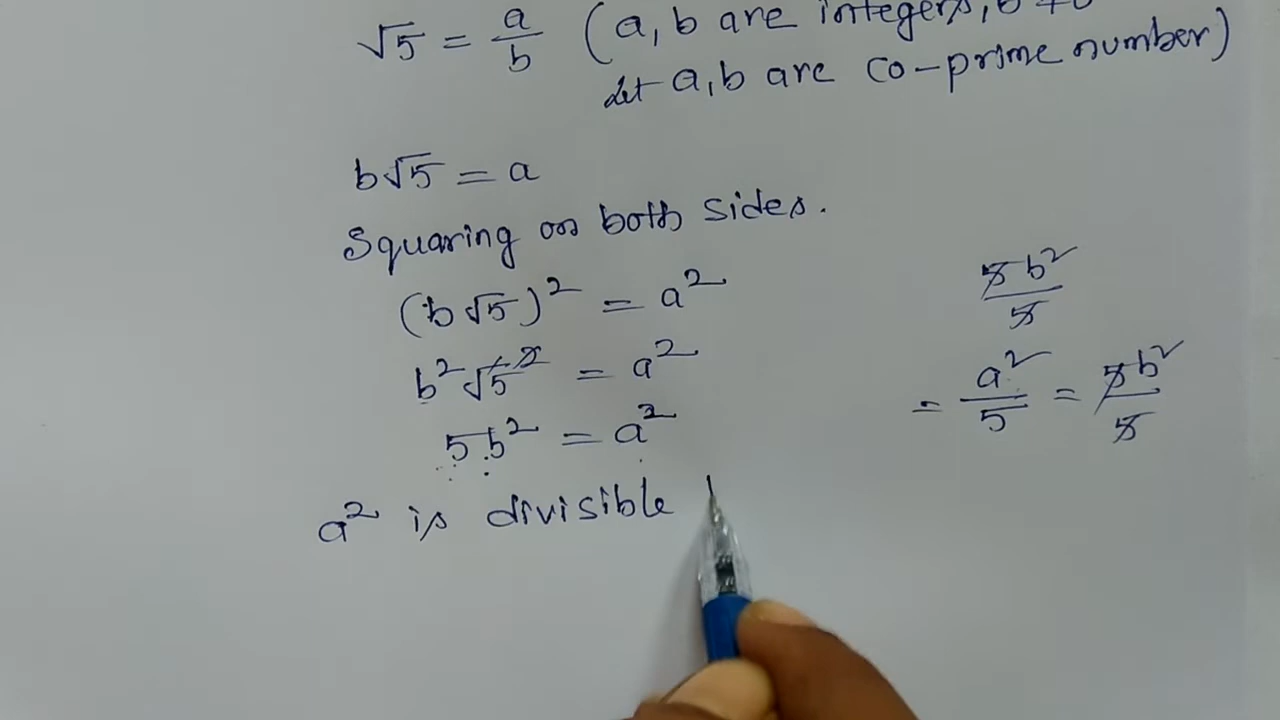 √5 = a/b (a, b are integers, b ≠ 0
let a, b are co-prime number)
b√5 = a
Squaring on both sides.
(b√5)² = a²
b²√5² = a²
5b² = a²
a² is divisible
5b²/5
= a²/5 = 5b²/5